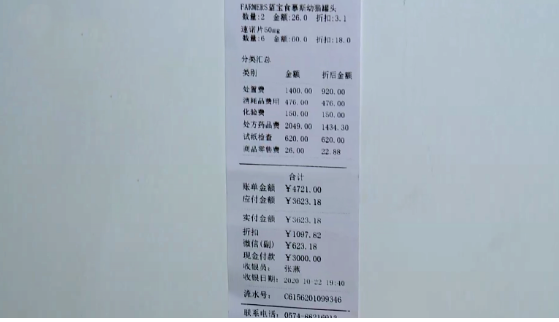 FARMERS蓝宝食慕斯幼猫罐头
数量:2 金额:26.0 折扣:3.1
速诺片50mg
数量:6 金额:60.0 折扣:18.0
分类汇总
类别 金额 折后金额
处置费 1400.00 920.00
消耗品费用 476.00 476.00
化验费 150.00 150.00
处方药品费 2049.00 1434.30
试纸检查 620.00 620.00
商品零售费 26.00 22.88
合计
账单金额 ¥4721.00
应付金额 ¥3623.18
实付金额 ¥3623.18
折扣 ¥1097.82
微信(副) ¥623.18
现金付款 ¥3000.00
收银员: 张燕
收银日期: 2020-10-22 19:40
流水号: C6156201099346
联系电话: 0574-